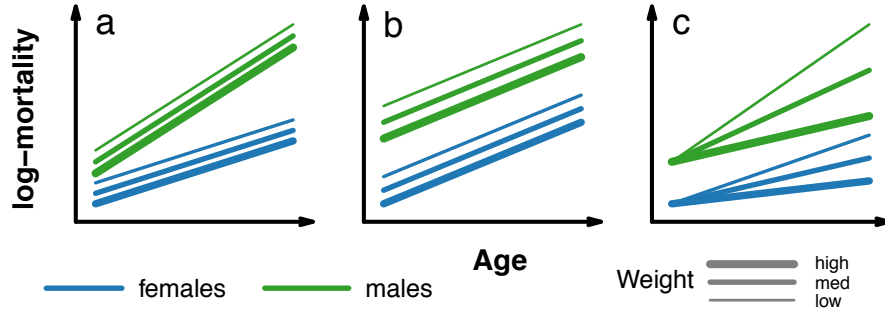 a
b
c
log–mortality
Age
females
males
Weight
high
med
low